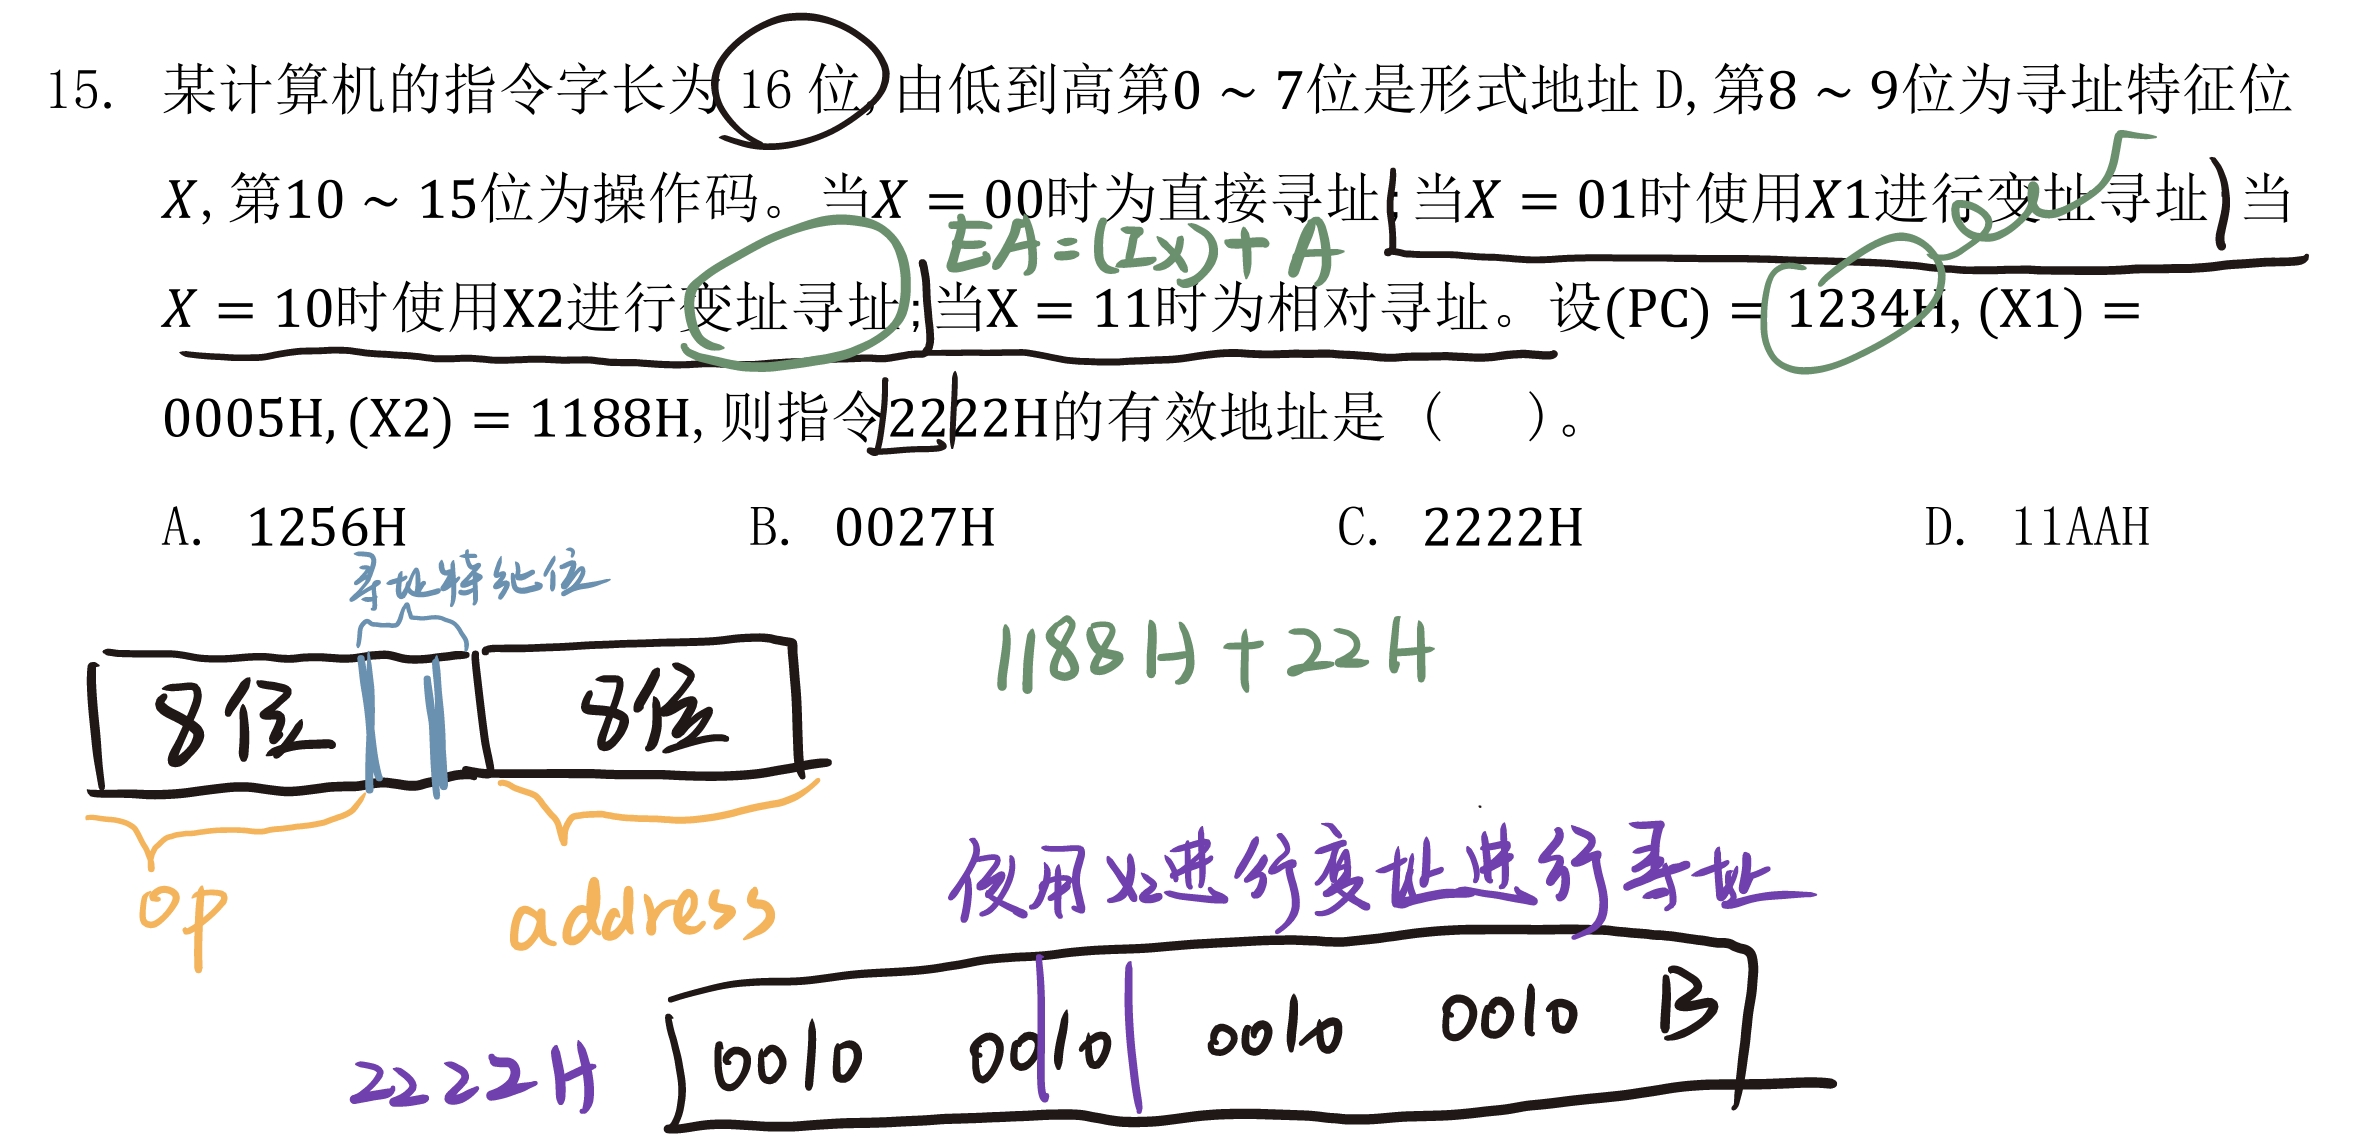 15. 某计算机的指令字长为 16 位, 由低到高第0 ~ 7位是形式地址 D, 第8 ~ 9位为寻址特征位
X, 第10 ~ 15位为操作码。 当X = 00时为直接寻址; 当X = 01时使用X1进行变址寻址; 当
EA=(Ix)+A
X = 10时使用X2进行变址寻址; 当X = 11时为相对寻址。 设(PC) = 1234H, (X1) =
0005H, (X2) = 1188H, 则指令2222H的有效地址是 ( )。
A. 1256H B. 0027H C. 2222H D. 11AAH
寻址特征位
1188H+22H
8位 8位
op address
使用X2进行变址进行寻址
2222H 0010 0010 0010 0010 B